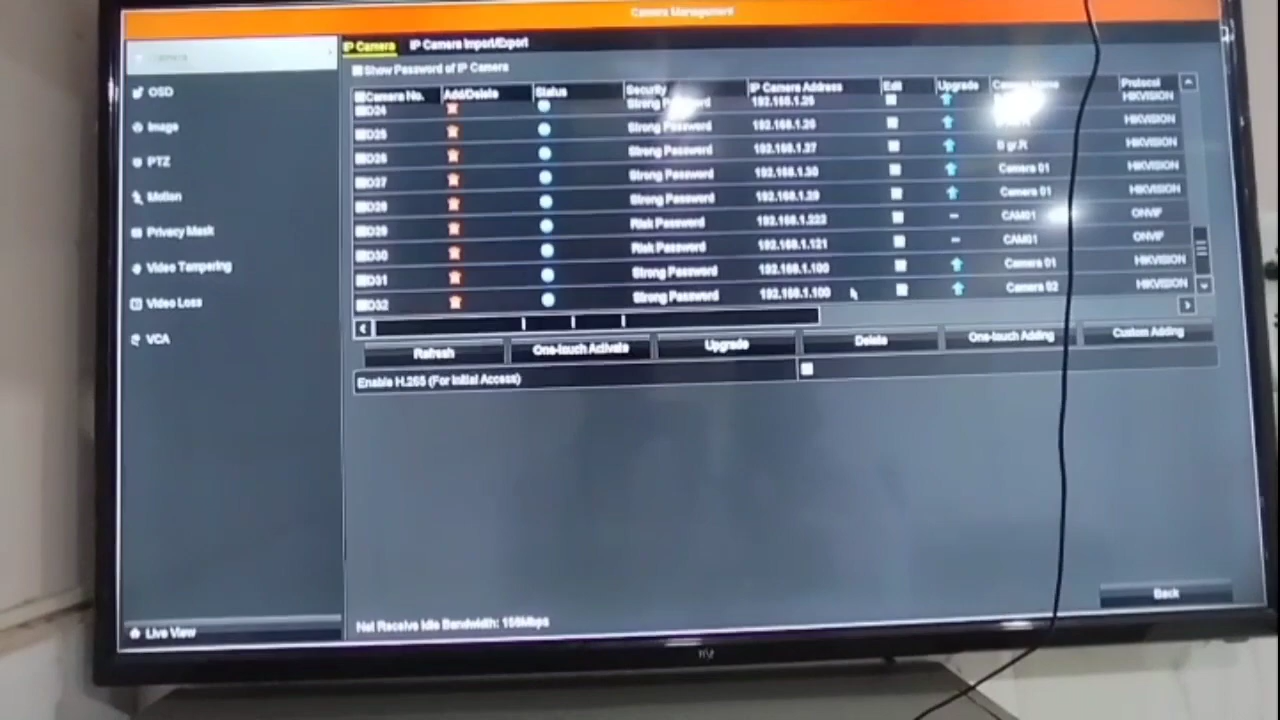 Camera Management
Camera
OSD
Image
PTZ
Motion
Privacy Mask
Video Tampering
Video Loss
VCA
Live View
IP Camera IP Camera Import/Export
Show Password of IP Camera
Camera No. Add/Delete Status Security IP Camera Address Edit Upgrade Camera Name Protocol
D24 Strong Password 192.168.1.25 HIKVISION
D25 Strong Password 192.168.1.26 HIKVISION
D26 Strong Password HIKVISION
D27 Strong Password 192.168.1.30 Camera 01 HIKVISION
D28 Strong Password 192.168.1.29 Camera 01 HIKVISION
D29 Risk Password 192.168.1.222 – CAM01 ONVIF
D30 Risk Password 192.168.1.121 – CAM01 ONVIF
D31 Strong Password 192.168.1.100 Camera 01 HIKVISION
D32 Strong Password 192.168.1.100 Camera 02 HIKVISION
Refresh One-touch Activate Upgrade Delete One-touch Adding Custom Adding
Enable H.265 (For Initial Access)
Back
Net Receive Idle Bandwidth: